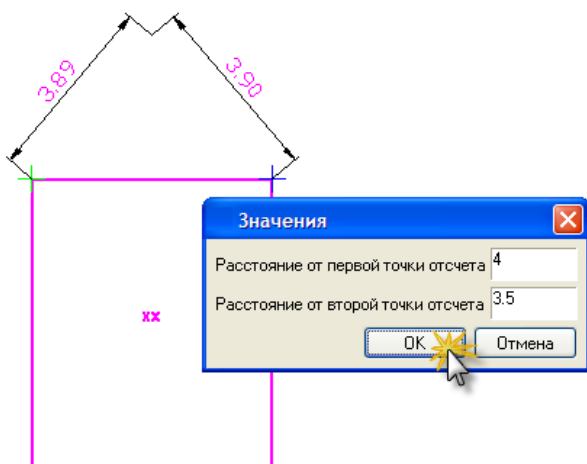 3,89
3,90
Значения
Расстояние от первой точки отсчета 4
Расстояние от второй точки отсчета 3.5
xx
OK Отмена